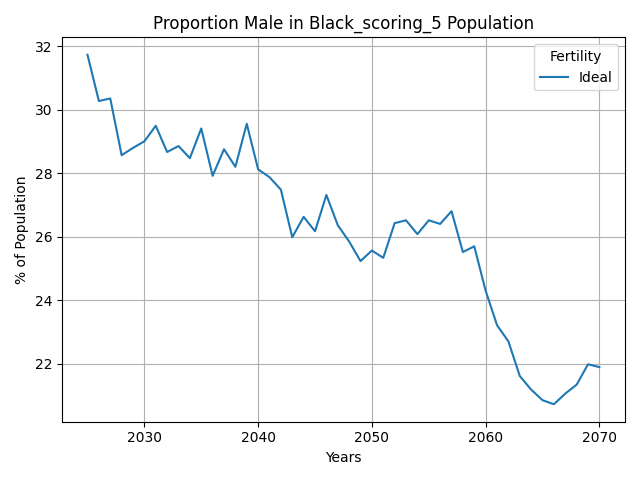 Proportion Male in Black_scoring_5 Population
Fertility
Ideal
% of Population
32
30
28
26
24
22
2030 2040 2050 2060 2070
Years